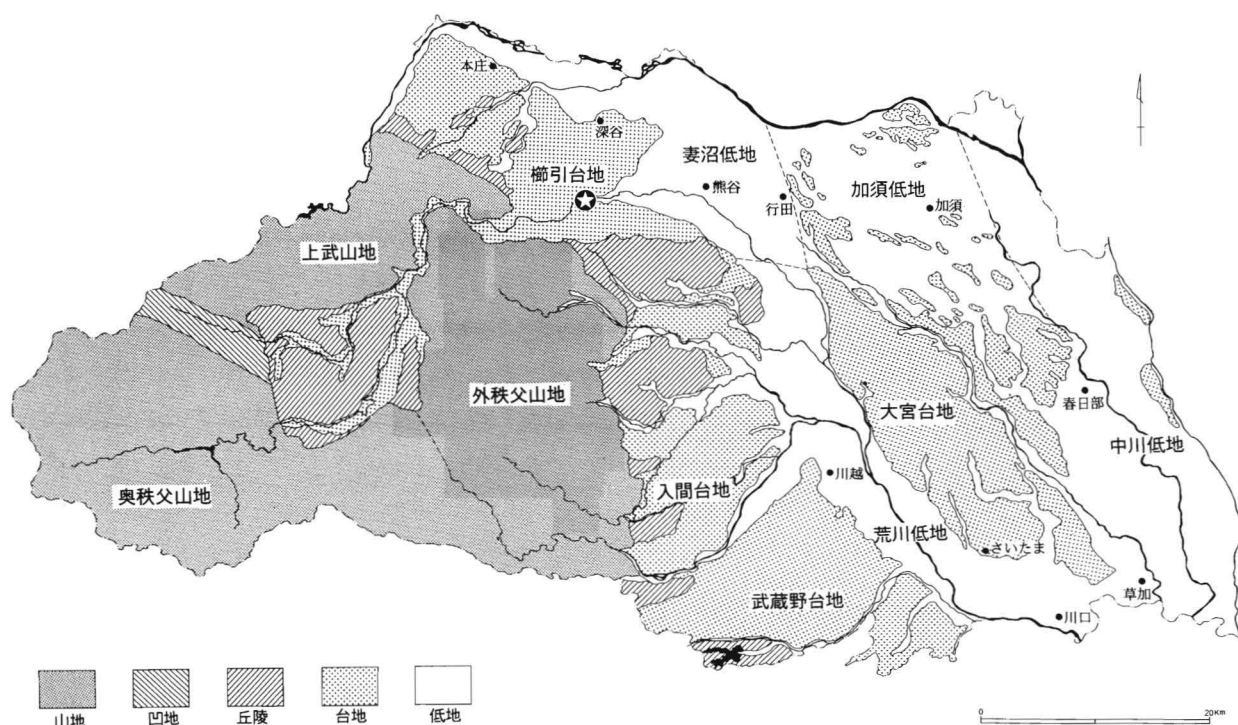 本庄
深谷
櫛引台地
妻沼低地
熊谷
行田
加須低地
加須
上武山地
外秩父山地
大宮台地
春日部
中川低地
奥秩父山地
入間台地
川越
荒川低地
さいたま
武蔵野台地
草加
川口
山地
凹地
丘陵
台地
低地
0
20Km